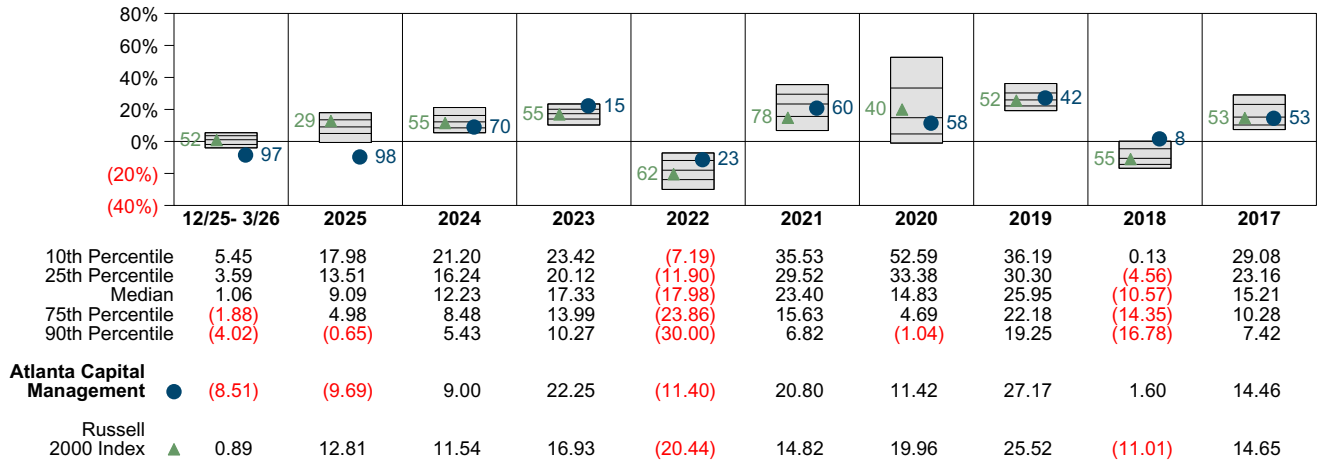 80%
60%
40%
20%
0%
(20%)
(40%)
52 97
29 98
55 70
55 15
62 23
78 60
40 58
52 42
55 8
53 53
12/25- 3/26 2025 2024 2023 2022 2021 2020 2019 2018 2017
10th Percentile 5.45 17.98 21.20 23.42 (7.19) 35.53 52.59 36.19 0.13 29.08
25th Percentile 3.59 13.51 16.24 20.12 (11.90) 29.52 33.38 30.30 (4.56) 23.16
Median 1.06 9.09 12.23 17.33 (17.98) 23.40 14.83 25.95 (10.57) 15.21
75th Percentile (1.88) 4.98 8.48 13.99 (23.86) 15.63 4.69 22.18 (14.35) 10.28
90th Percentile (4.02) (0.65) 5.43 10.27 (30.00) 6.82 (1.04) 19.25 (16.78) 7.42
Atlanta Capital
Management (8.51) (9.69) 9.00 22.25 (11.40) 20.80 11.42 27.17 1.60 14.46
Russell
2000 Index 0.89 12.81 11.54 16.93 (20.44) 14.82 19.96 25.52 (11.01) 14.65